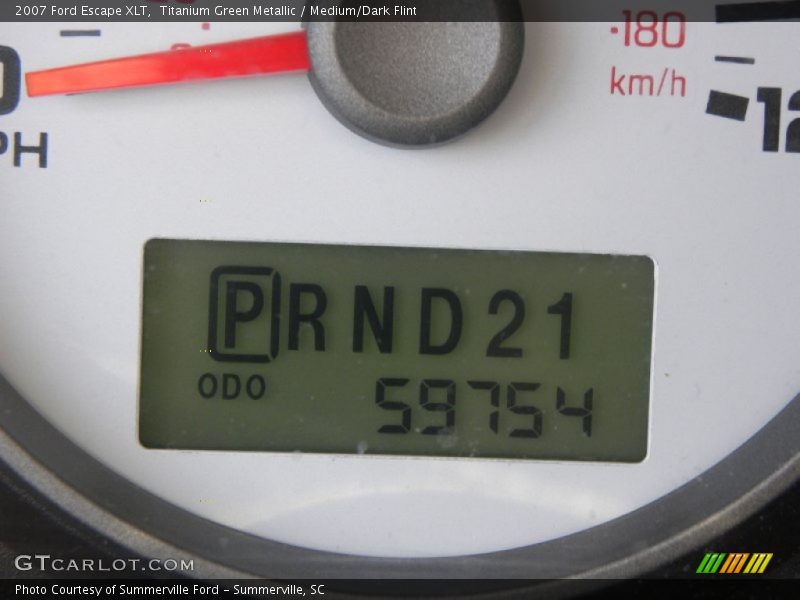 2007 Ford Escape XLT,  Titanium Green Metallic / Medium/Dark Flint
180
km/h
PH
12
P R N D 2 1
ODO
59754
GTCARLOT.COM
Photo Courtesy of Summerville Ford – Summerville, SC